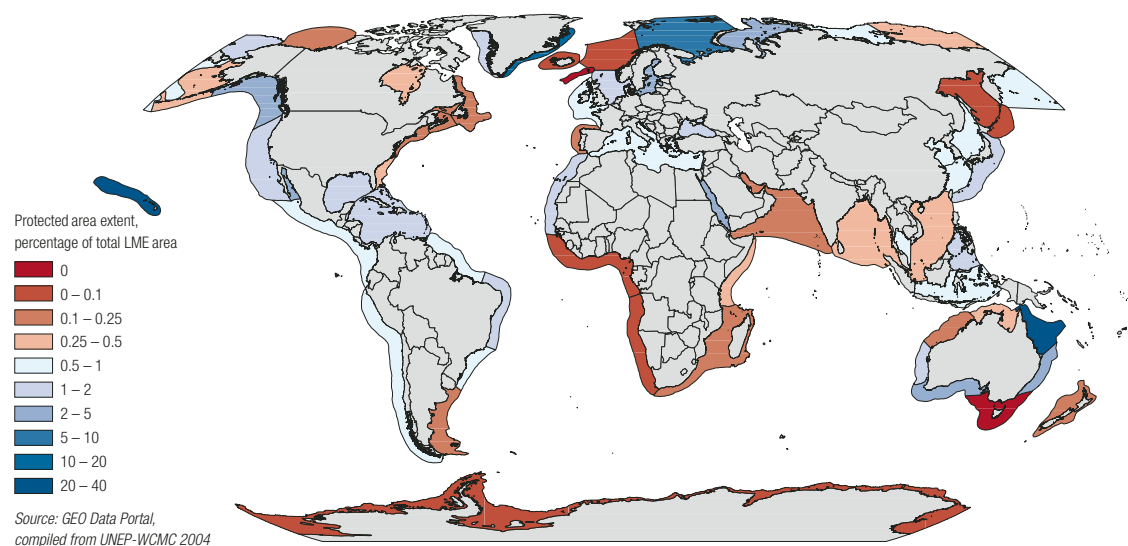 Protected area extent,
percentage of total LME area
0
0 – 0.1
0.1 – 0.25
0.25 – 0.5
0.5 – 1
1 – 2
2 – 5
5 – 10
10 – 20
20 – 40
Source: GEO Data Portal,
compiled from UNEP-WCMC 2004